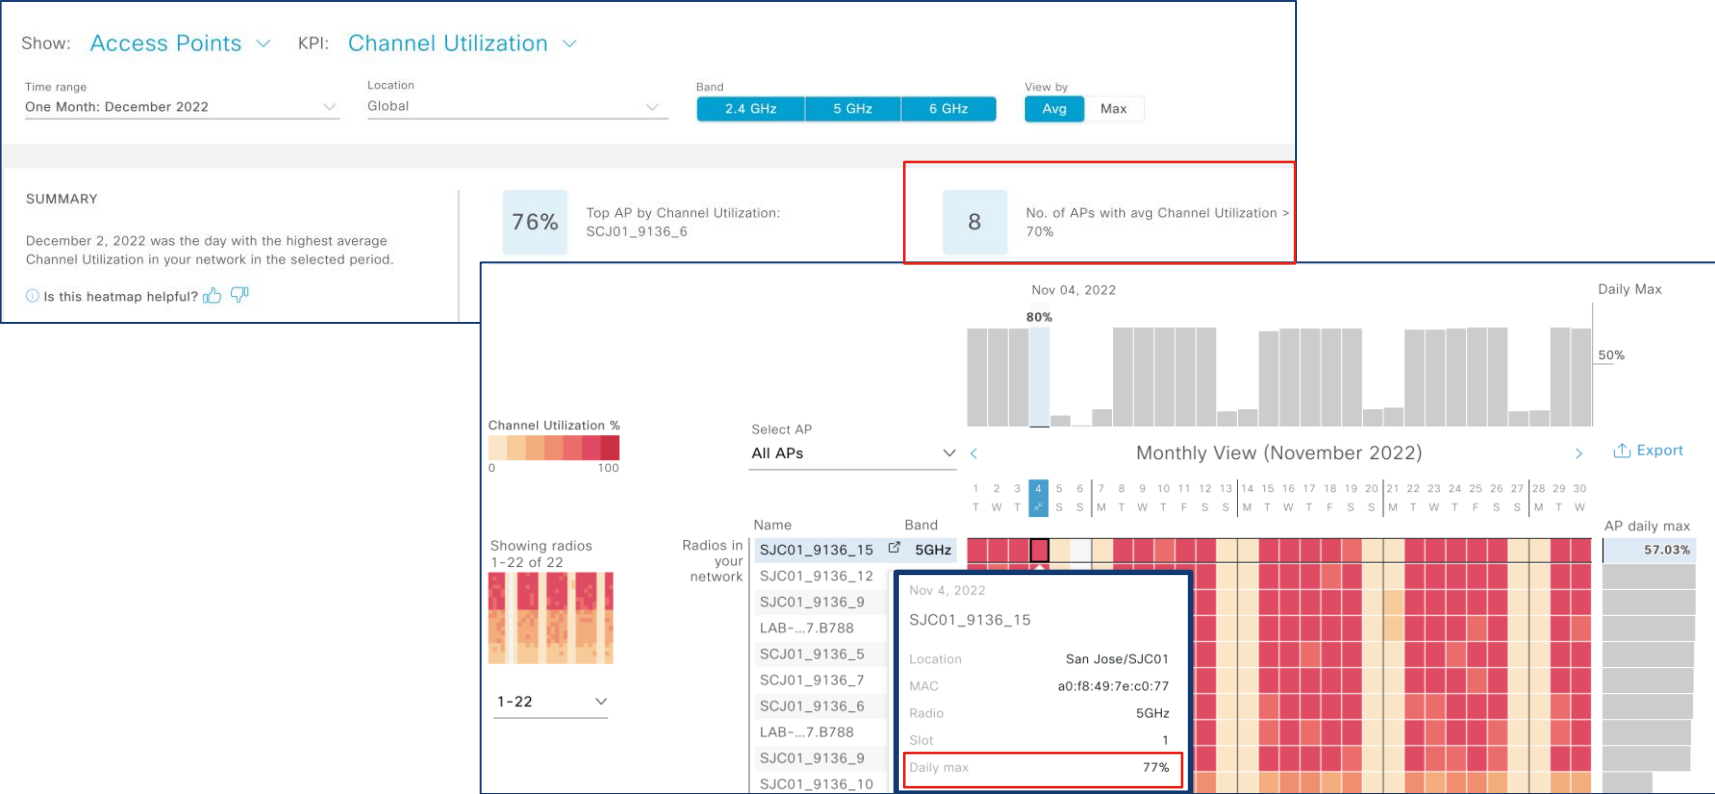 Show: Access Points KPI: Channel Utilization
Time range Location Band View by
One Month: December 2022 Global 2.4 GHz 5 GHz 6 GHz Avg Max
SUMMARY
December 2, 2022 was the day with the highest average
Channel Utilization in your network in the selected period.
Is this heatmap helpful?
76%
Top AP by Channel Utilization:
SCJ01_9136_6
8
No. of APs with avg Channel Utilization >
70%
Nov 04, 2022 Daily Max
80%
50%
Channel Utilization %
0 100
Select AP
All APs
Monthly View (November 2022)
Export
1 2 3 4 5 6 7 8 9 10 11 12 13 14 15 16 17 18 19 20 21 22 23 24 25 26 27 28 29 30
T W T S S M T W T F S S M T W T F S S M T W T F S S M T W
Showing radios
1-22 of 22
1-22
Radios in
your
network
Name Band AP daily max
SJC01_9136_15 5GHz 57.03%
SJC01_9136_12
SJC01_9136_9
LAB-...7.B788
SCJ01_9136_5
SCJ01_9136_7
SCJ01_9136_6
LAB-...7.B788
SJC01_9136_9
SJC01_9136_10
Nov 4, 2022
SJC01_9136_15
Location San Jose/SJC01
MAC a0:f8:49:7e:c0:77
Radio 5GHz
Slot 1
Daily max 77%